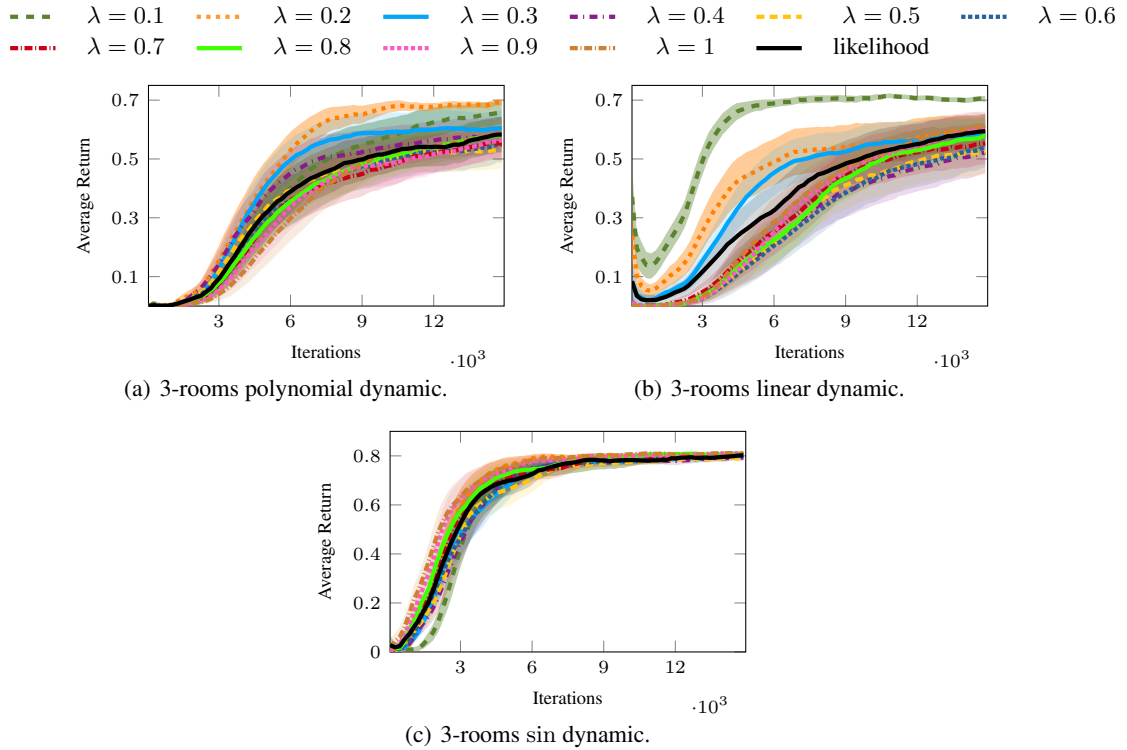 λ = 0.1 λ = 0.2 λ = 0.3 λ = 0.4 λ = 0.5 λ = 0.6
λ = 0.7 λ = 0.8 λ = 0.9 λ = 1 likelihood
0.7
0.5
0.3
0.1
Average Return
3 6 9 12
Iterations
·10³
(a) 3-rooms polynomial dynamic.
0.7
0.5
0.3
0.1
Average Return
3 6 9 12
Iterations
·10³
(b) 3-rooms linear dynamic.
0.8
0.6
0.4
0.2
0
Average Return
3 6 9 12
Iterations
·10³
(c) 3-rooms sin dynamic.